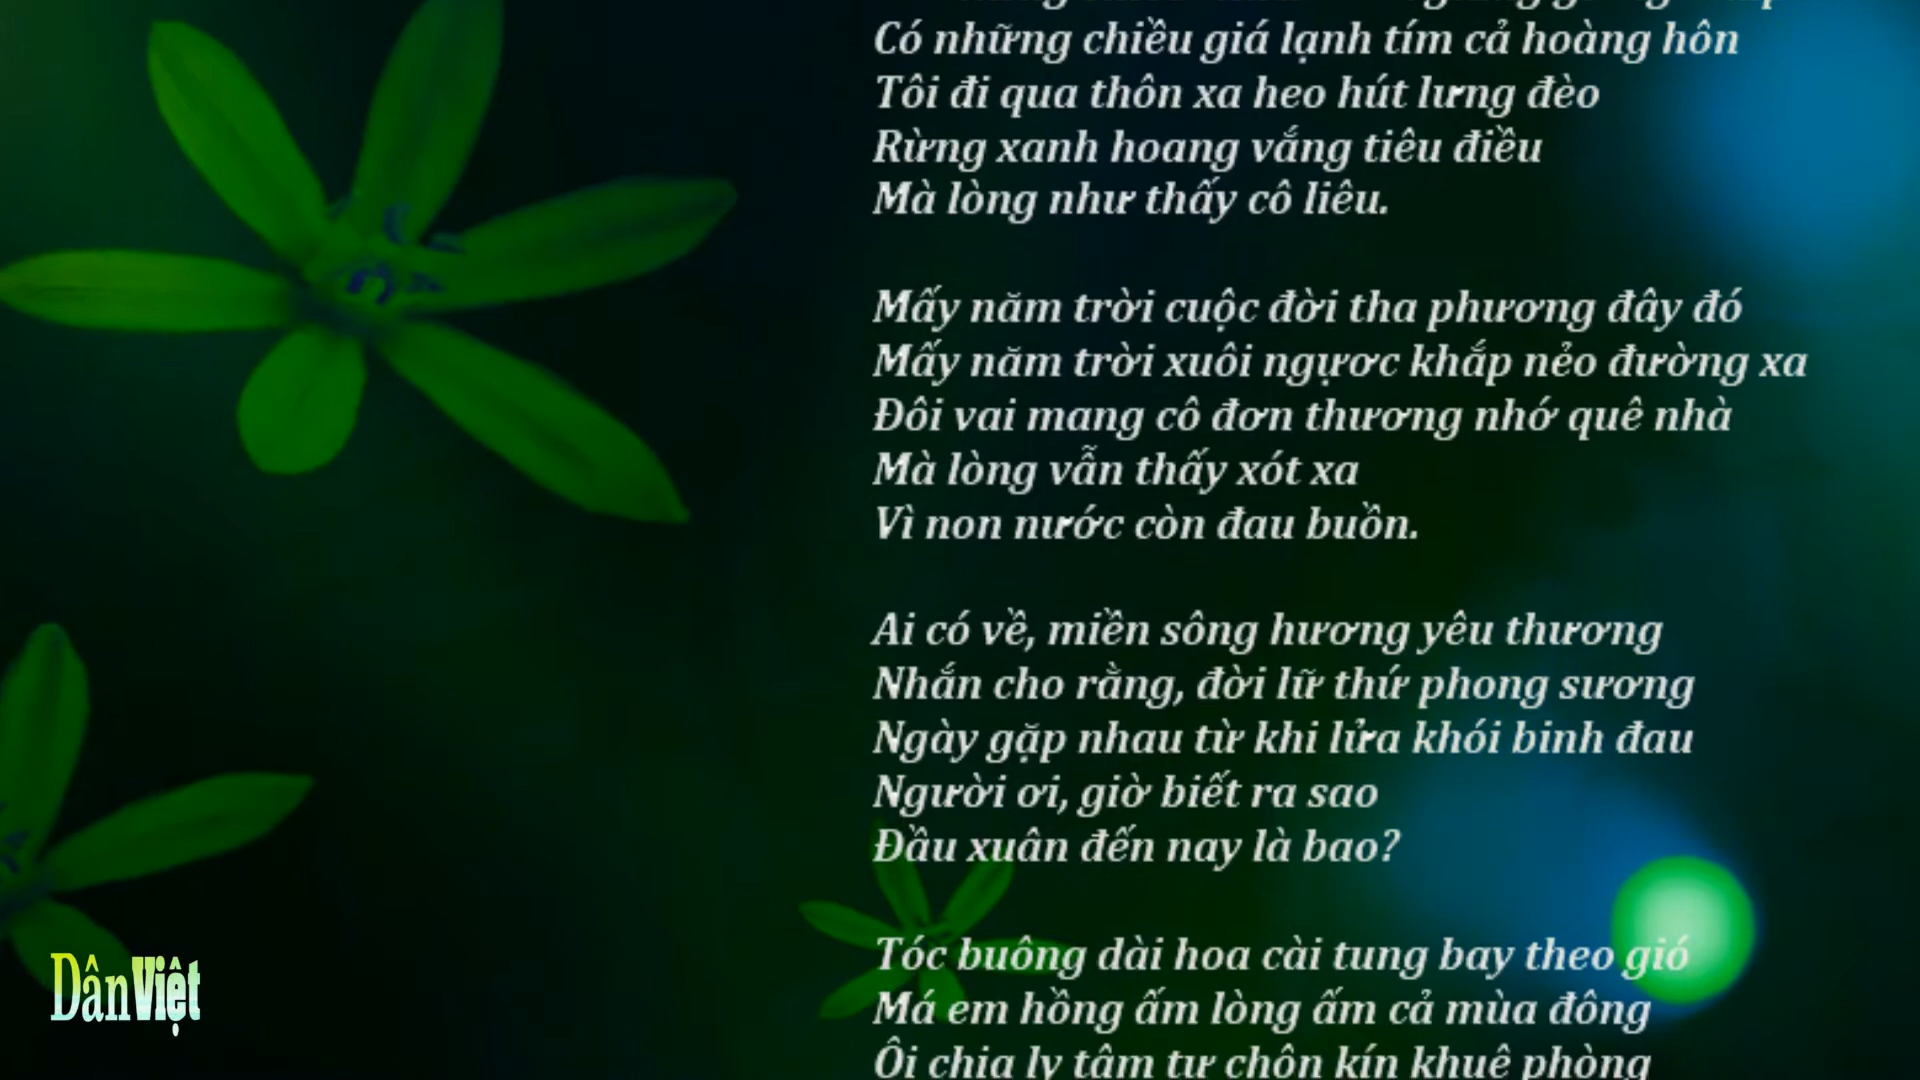 Có những chiều giá lạnh tím cả hoàng hôn
Tôi đi qua thôn xa heo hút lưng đèo
Rừng xanh hoang vắng tiêu điều
Mà lòng như thấy cô liêu.
Mấy năm trời cuộc đời tha phương đây đó
Mấy năm trời xuôi ngựơc khắp nẻo đường xa
Đôi vai mang cô đơn thương nhớ quê nhà
Mà lòng vẫn thấy xót xa
Vì non nước còn đau buồn.
Ai có về, miền sông hương yêu thương
Nhắn cho rằng, đời lữ thứ phong sương
Ngày gặp nhau từ khi lửa khói binh đau
Người ơi, giờ biết ra sao
Đầu xuân đến nay là bao?
Tóc buông dài hoa cài tung bay theo gió
Má em hồng ấm lòng ấm cả mùa đông
Ôi chia ly tâm tư chôn kín khuê phòng
DânViệt